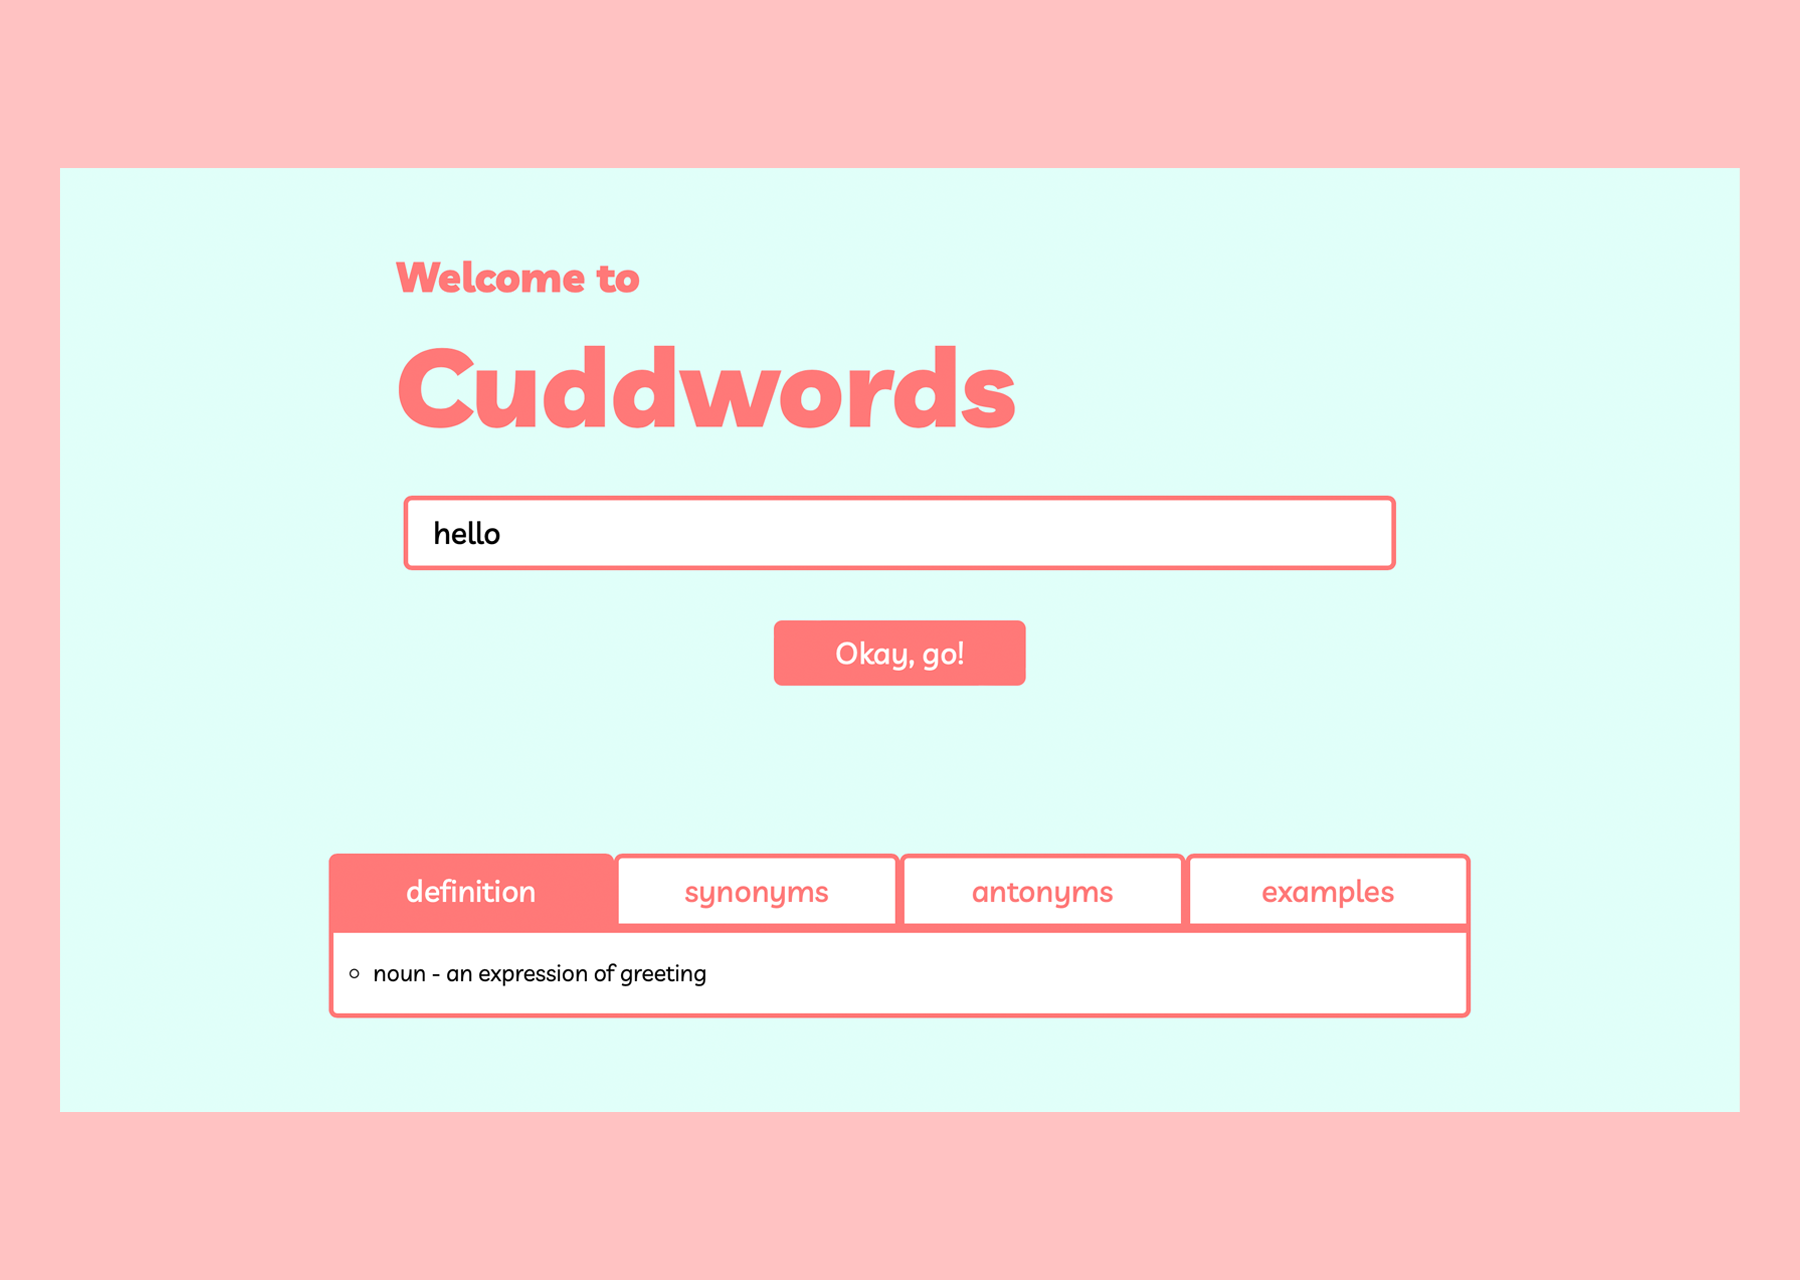 Welcome to
Cuddwords
hello
Okay, go!
definition synonyms antonyms examples
noun - an expression of greeting